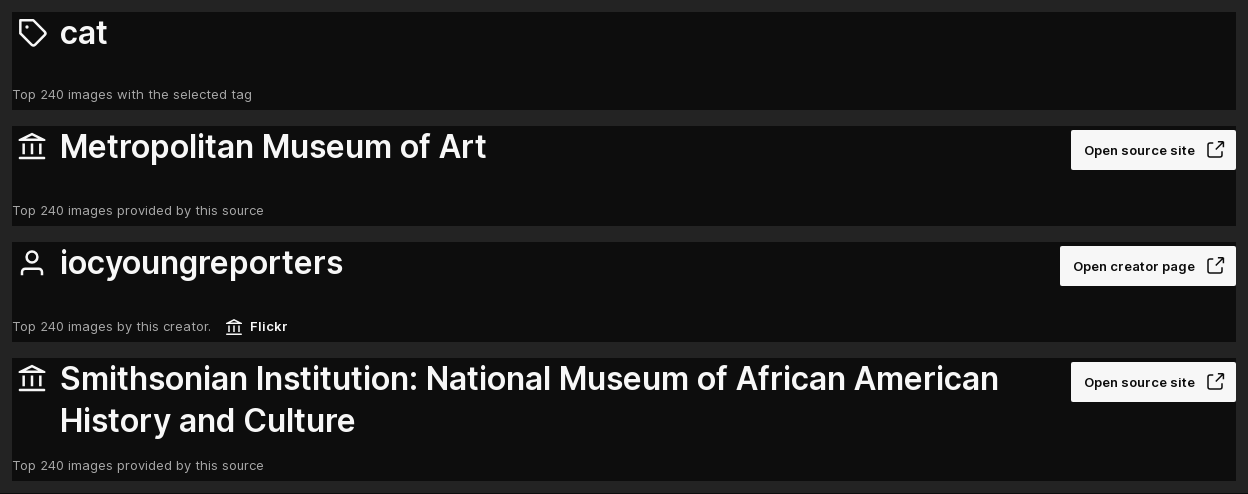 cat
Top 240 images with the selected tag
Metropolitan Museum of Art
Open source site
Top 240 images provided by this source
iocyoungreporters
Open creator page
Top 240 images by this creator. Flickr
Smithsonian Institution: National Museum of African American
History and Culture
Open source site
Top 240 images provided by this source